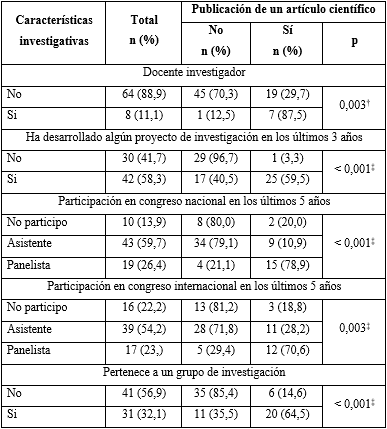 Características investigativas Total n (%) Publicación de un artículo científico p
No n (%) Sí n (%)
Docente investigador
No 64 (88,9) 45 (70,3) 19 (29,7) 0,003†
Si 8 (11,1) 1 (12,5) 7 (87,5)
Ha desarrollado algún proyecto de investigación en los últimos 3 años
No 30 (41,7) 29 (96,7) 1 (3,3) < 0,001‡
Si 42 (58,3) 17 (40,5) 25 (59,5)
Participación en congreso nacional en los últimos 5 años
No participo 10 (13,9) 8 (80,0) 2 (20,0) < 0,001‡
Asistente 43 (59,7) 34 (79,1) 9 (10,9)
Panelista 19 (26,4) 4 (21,1) 15 (78,9)
Participación en congreso internacional en los últimos 5 años
No participo 16 (22,2) 13 (81,2) 3 (18,8) 0,003‡
Asistente 39 (54,2) 28 (71,8) 11 (28,2)
Panelista 17 (23,) 5 (29,4) 12 (70,6)
Pertenece a un grupo de investigación
No 41 (56,9) 35 (85,4) 6 (14,6) < 0,001‡
Si 31 (32,1) 11 (35,5) 20 (64,5)